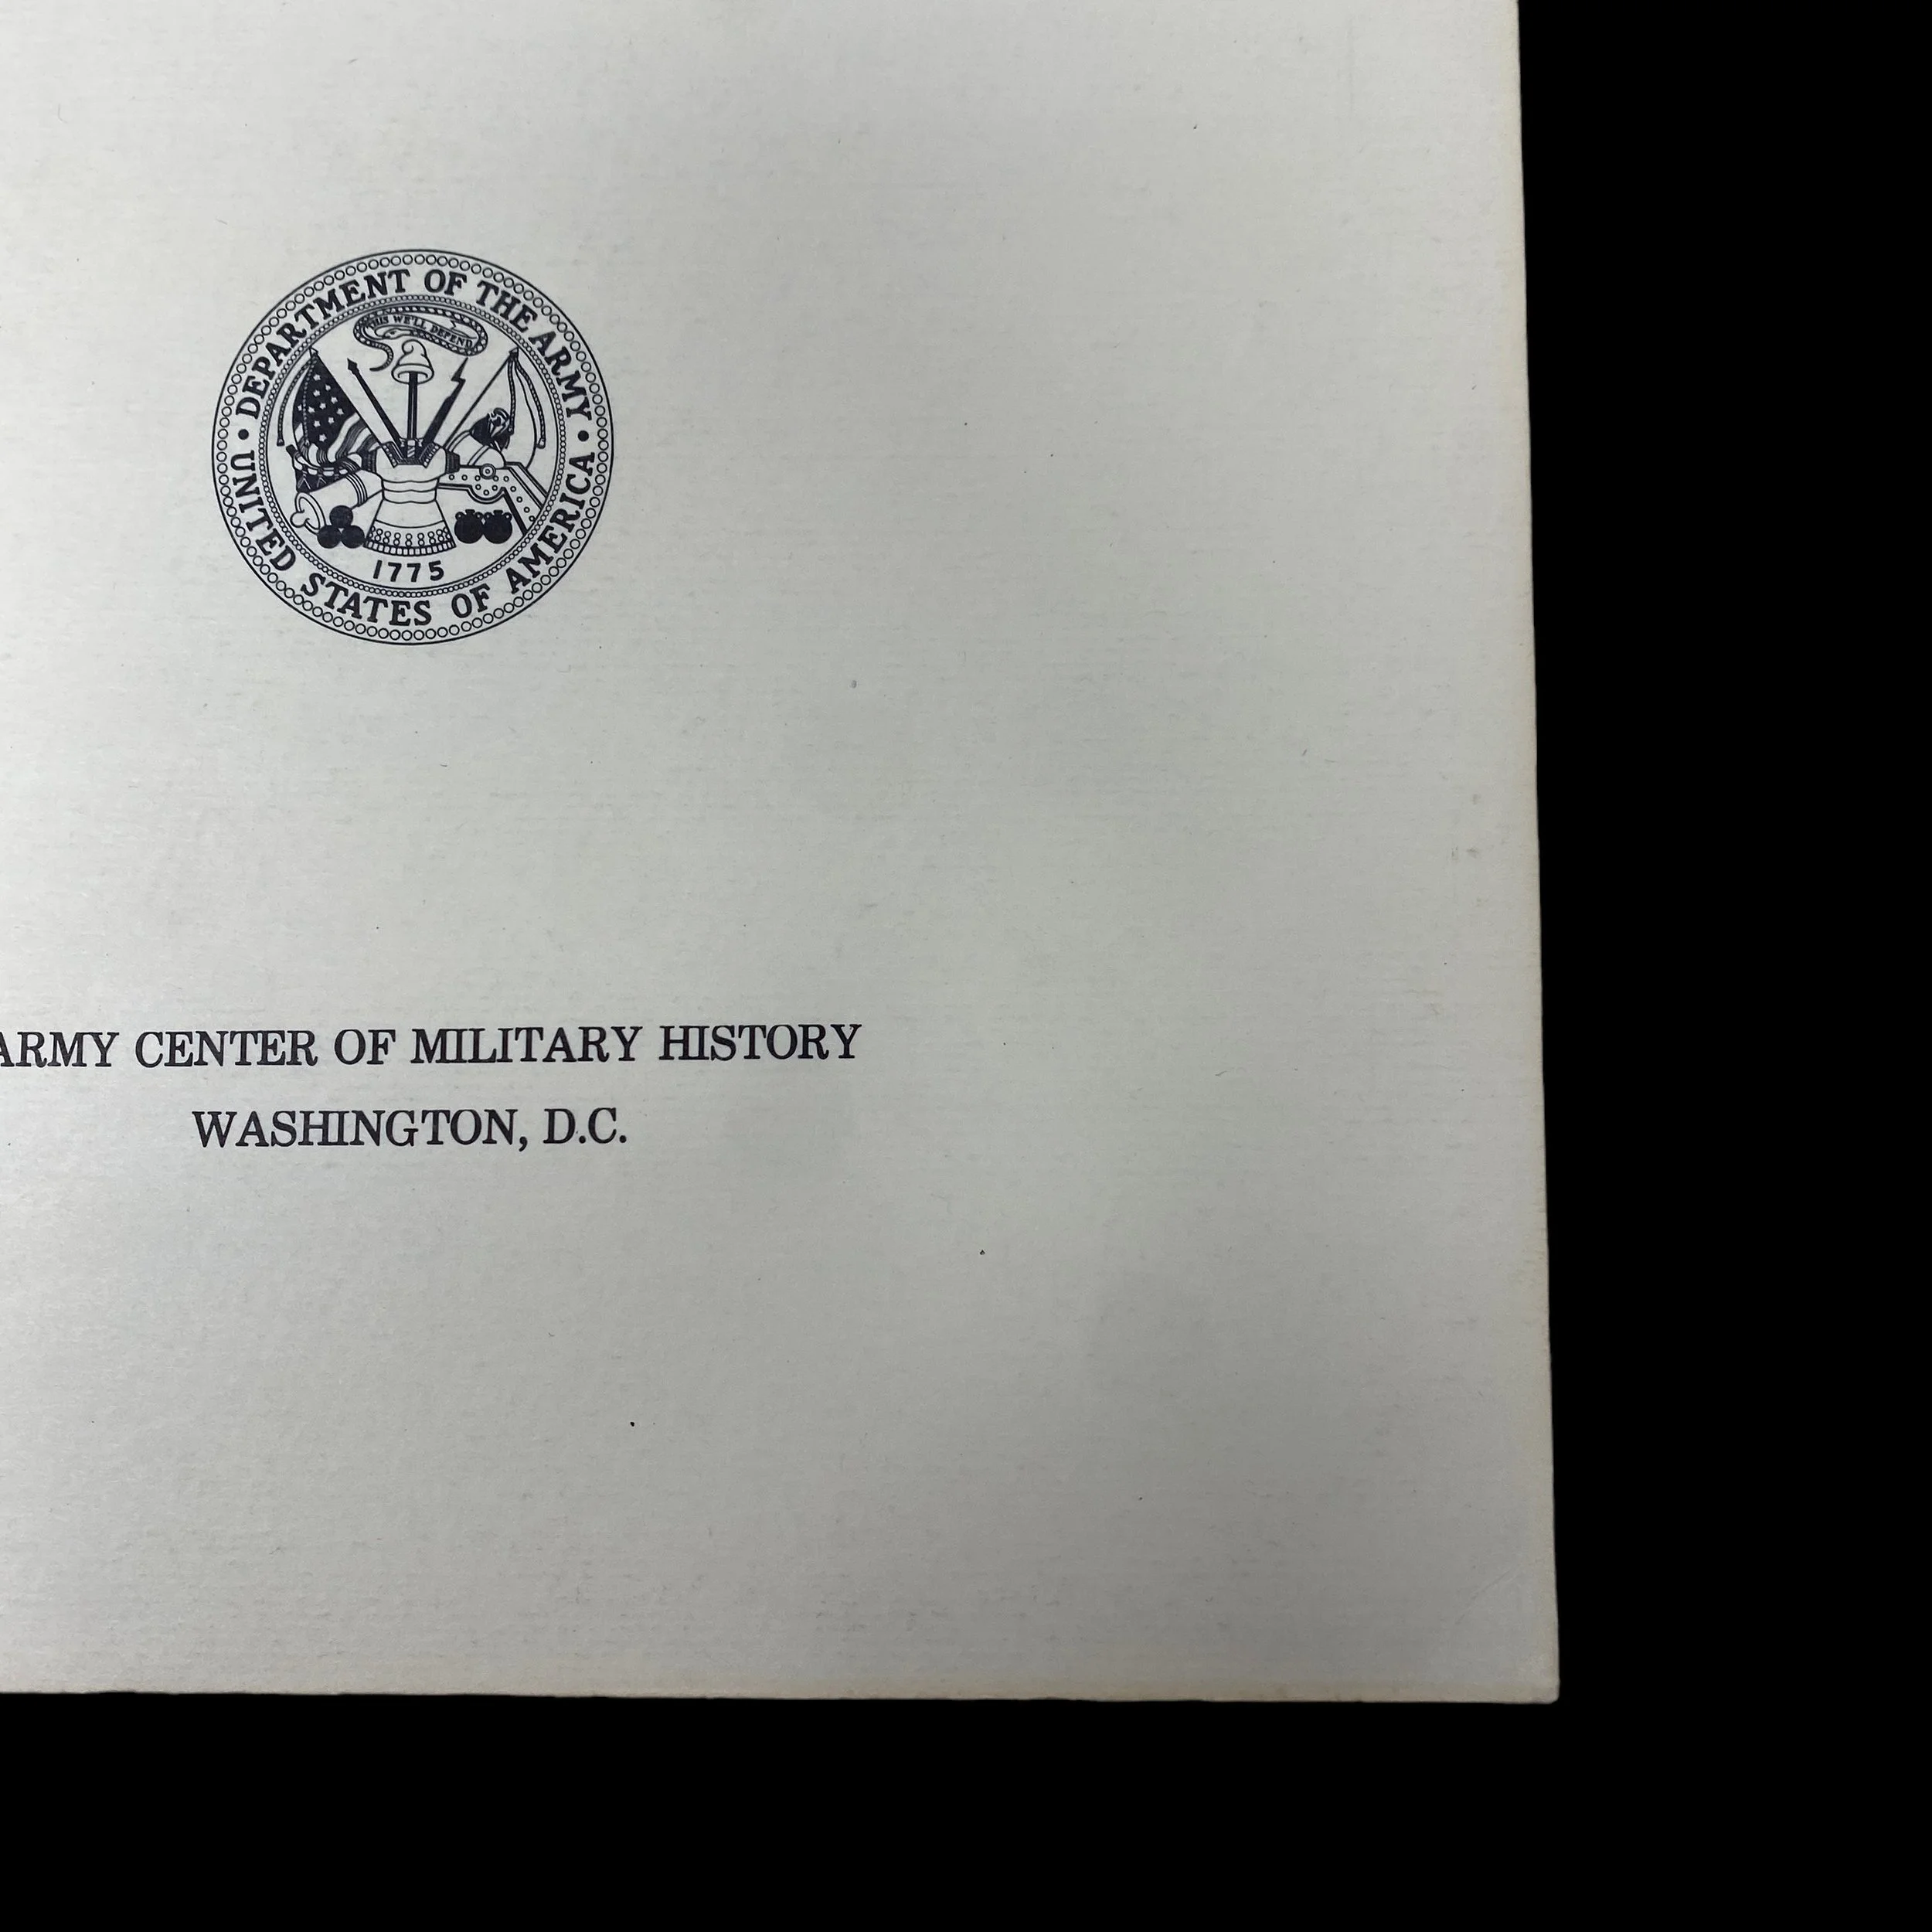 DEPARTMENT OF THE ARMY
THIS WE'LL DEFEND
1775
UNITED STATES OF AMERICA
ARMY CENTER OF MILITARY HISTORY
WASHINGTON, D.C.